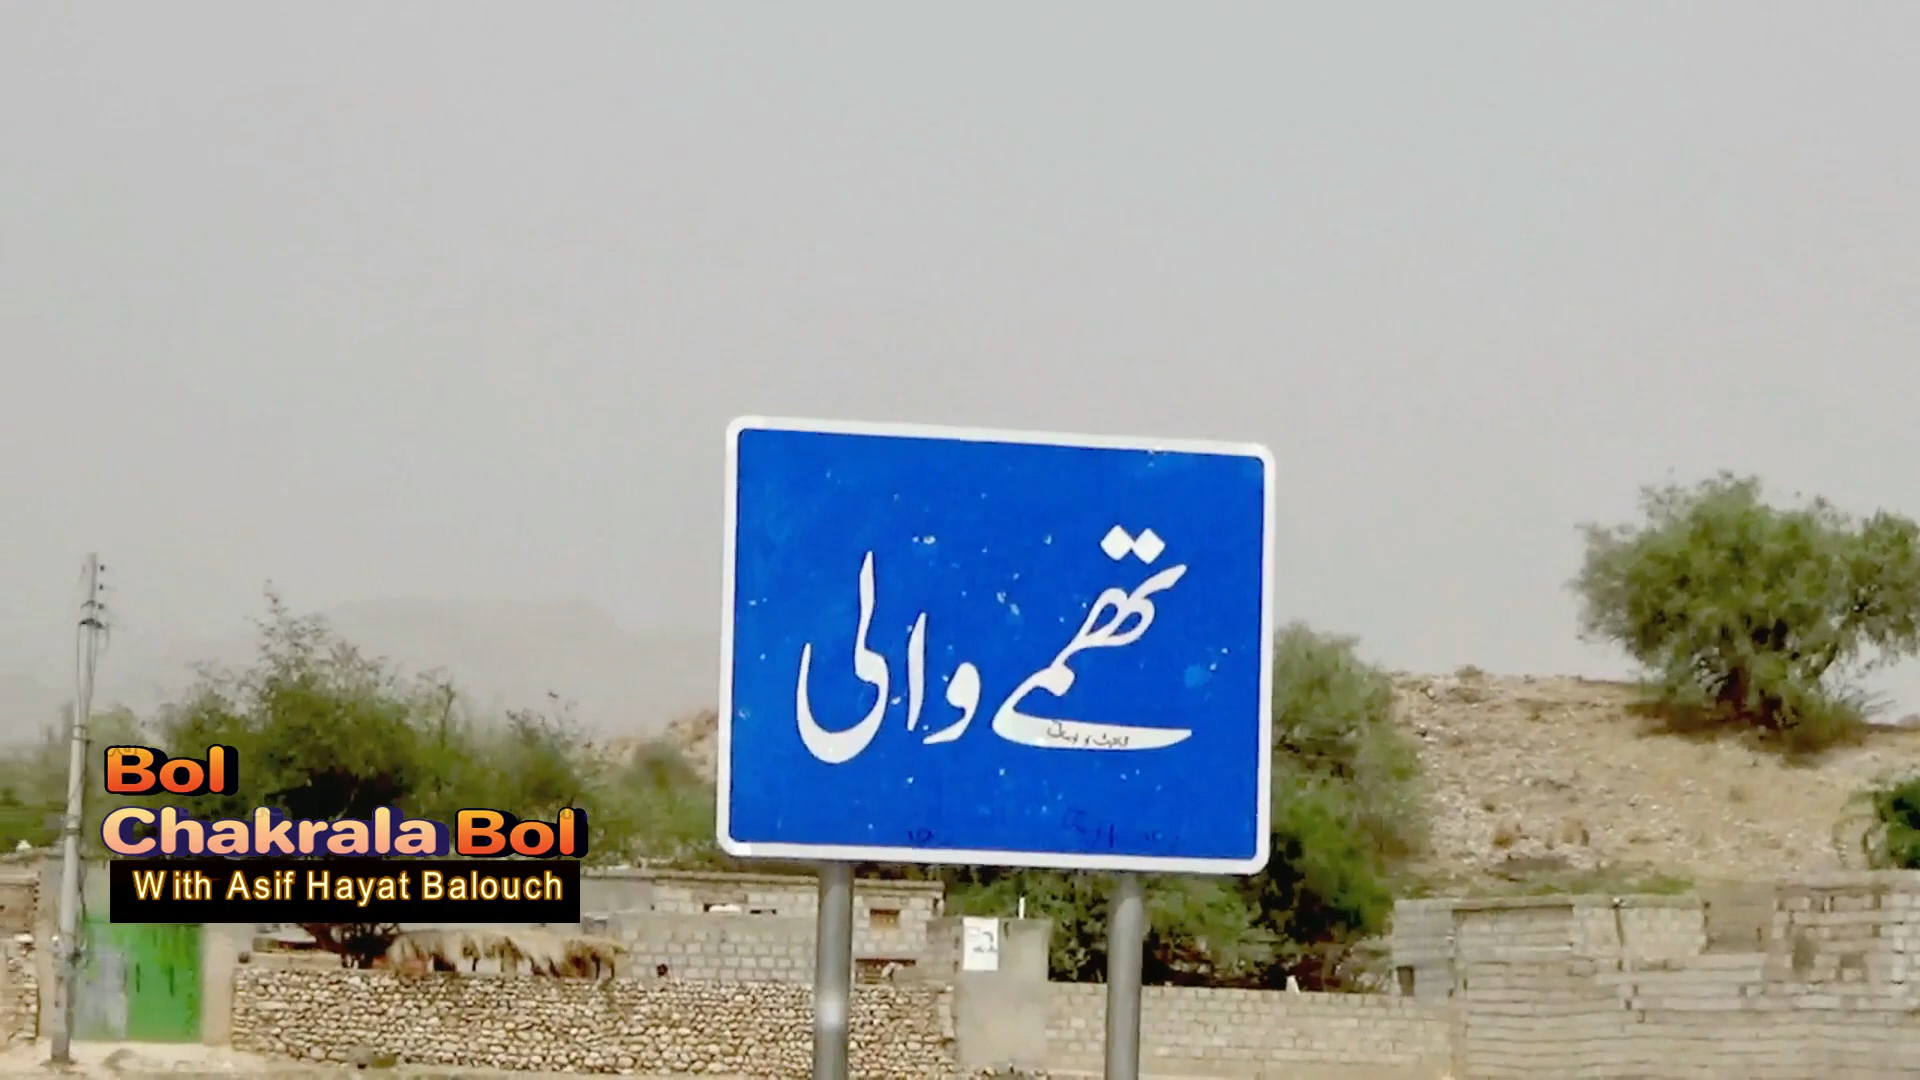 تھمے والی
Bol
Chakrala Bol
With Asif Hayat Balouch